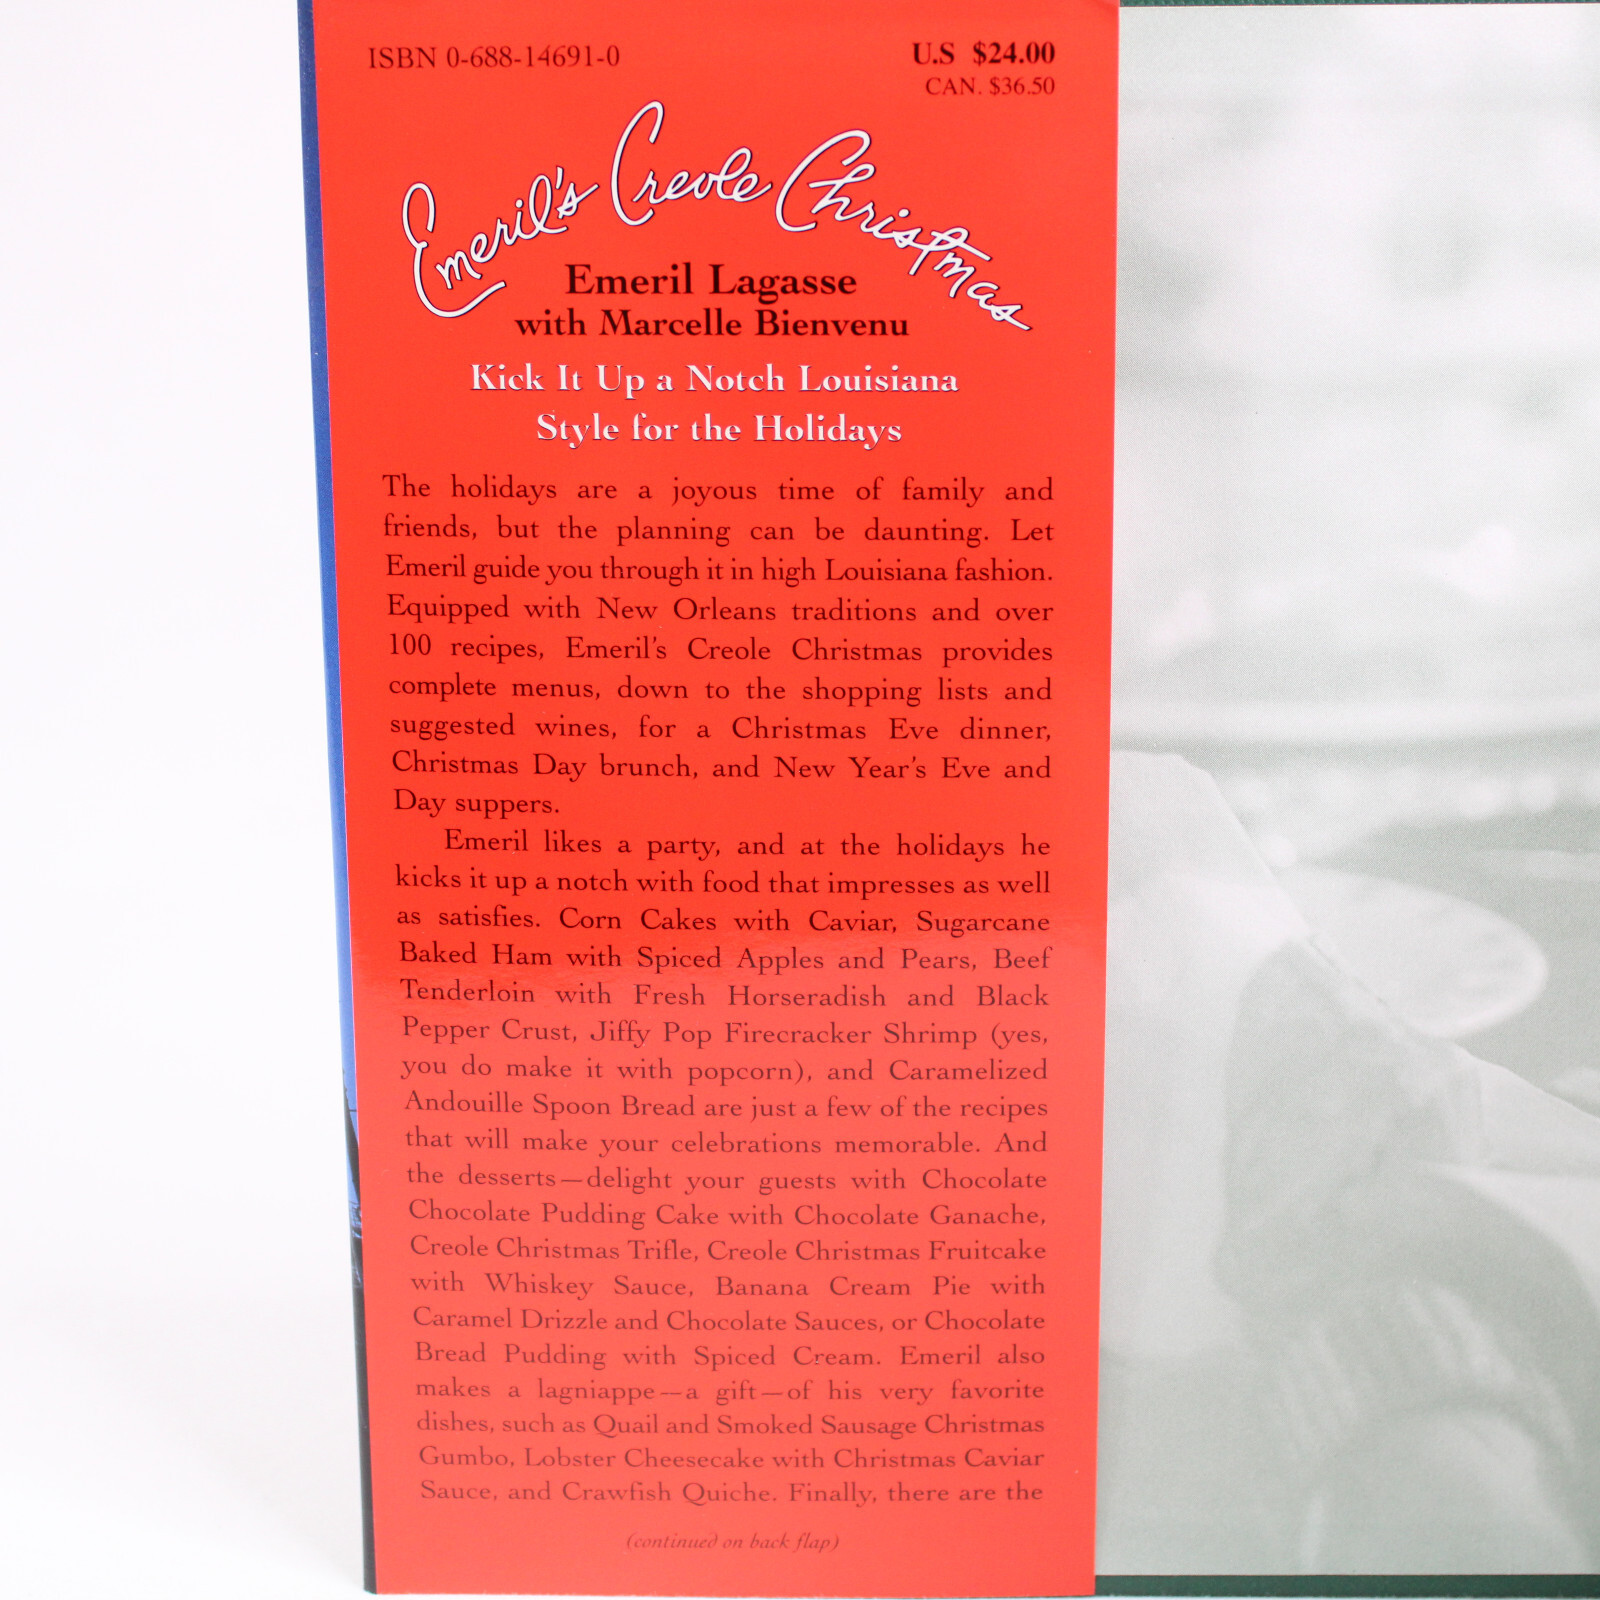 ISBN 0-688-14691-0
U.S $24.00
CAN. $36.50
Emeril's Creole Christmas
Emeril Lagasse
with Marcelle Bienvenu
Kick It Up a Notch Louisiana
Style for the Holidays
The holidays are a joyous time of family and
friends, but the planning can be daunting. Let
Emeril guide you through it in high Louisiana fashion.
Equipped with New Orleans traditions and over
100 recipes, Emeril's Creole Christmas provides
complete menus, down to the shopping lists and
suggested wines, for a Christmas Eve dinner,
Christmas Day brunch, and New Year's Eve and
Day suppers.
Emeril likes a party, and at the holidays he
kicks it up a notch with food that impresses as well
as satisfies. Corn Cakes with Caviar, Sugarcane
Baked Ham with Spiced Apples and Pears, Beef
Tenderloin with Fresh Horseradish and Black
Pepper Crust, Jiffy Pop Firecracker Shrimp (yes,
you do make it with popcorn), and Caramelized
Andouille Spoon Bread are just a few of the recipes
that will make your celebrations memorable. And
the desserts—delight your guests with Chocolate
Chocolate Pudding Cake with Chocolate Ganache,
Creole Christmas Trifle, Creole Christmas Fruitcake
with Whiskey Sauce, Banana Cream Pie with
Caramel Drizzle and Chocolate Sauces, or Chocolate
Bread Pudding with Spiced Cream. Emeril also
makes a lagniappe—a gift—of his very favorite
dishes, such as Quail and Smoked Sausage Christmas
Gumbo, Lobster Cheesecake with Christmas Caviar
Sauce, and Crawfish Quiche. Finally, there are the
(continued on back flap)